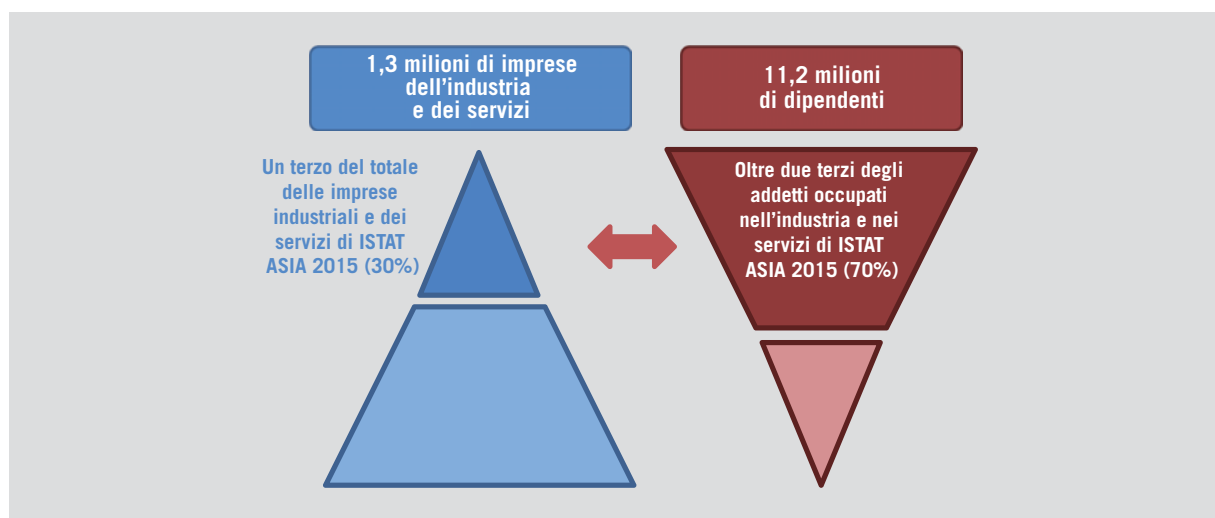 1,3 milioni di imprese
dell'industria
e dei servizi
11,2 milioni
di dipendenti
Un terzo del totale
delle imprese
industriali e dei
servizi di ISTAT
ASIA 2015 (30%)
Oltre due terzi degli
addetti occupati
nell'industria e nei
servizi di ISTAT
ASIA 2015 (70%)